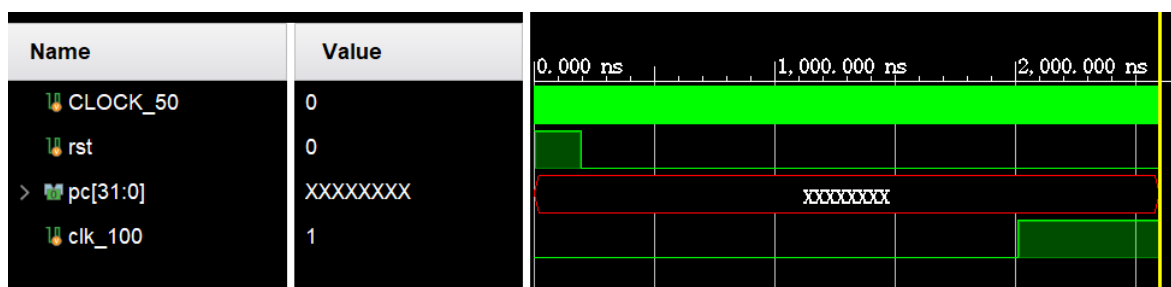 Name Value
0.000 ns 1,000.000 ns 2,000.000 ns
CLOCK_50 0
rst 0
> pc[31:0] XXXXXXXX XXXXXXXX
clk_100 1